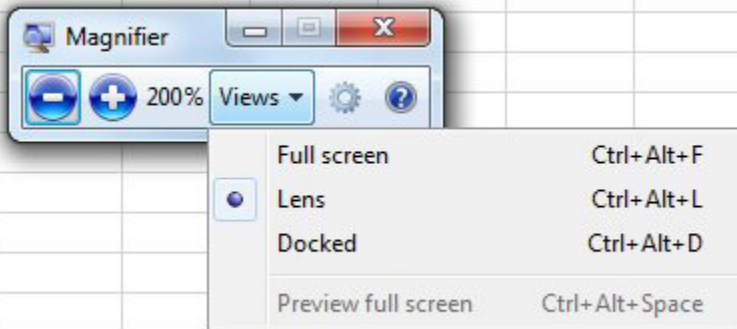 Magnifier
200% Views
Full screen Ctrl+Alt+F
Lens Ctrl+Alt+L
Docked Ctrl+Alt+D
Preview full screen Ctrl+Alt+Space